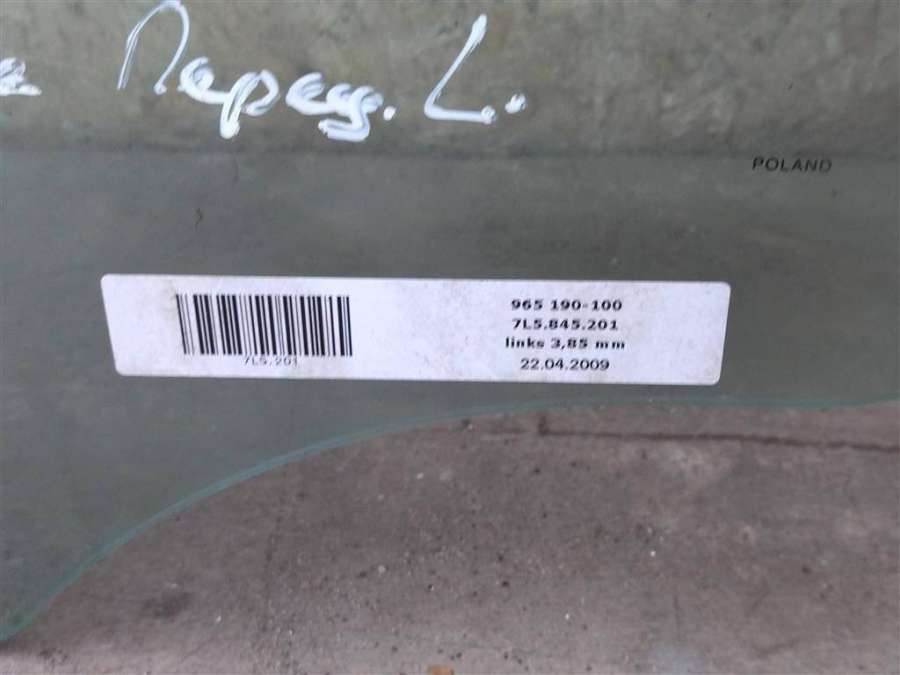 Перед. L.
POLAND
965 190-100
7L5.845.201
links 3,85 mm
22.04.2009
7L5.201